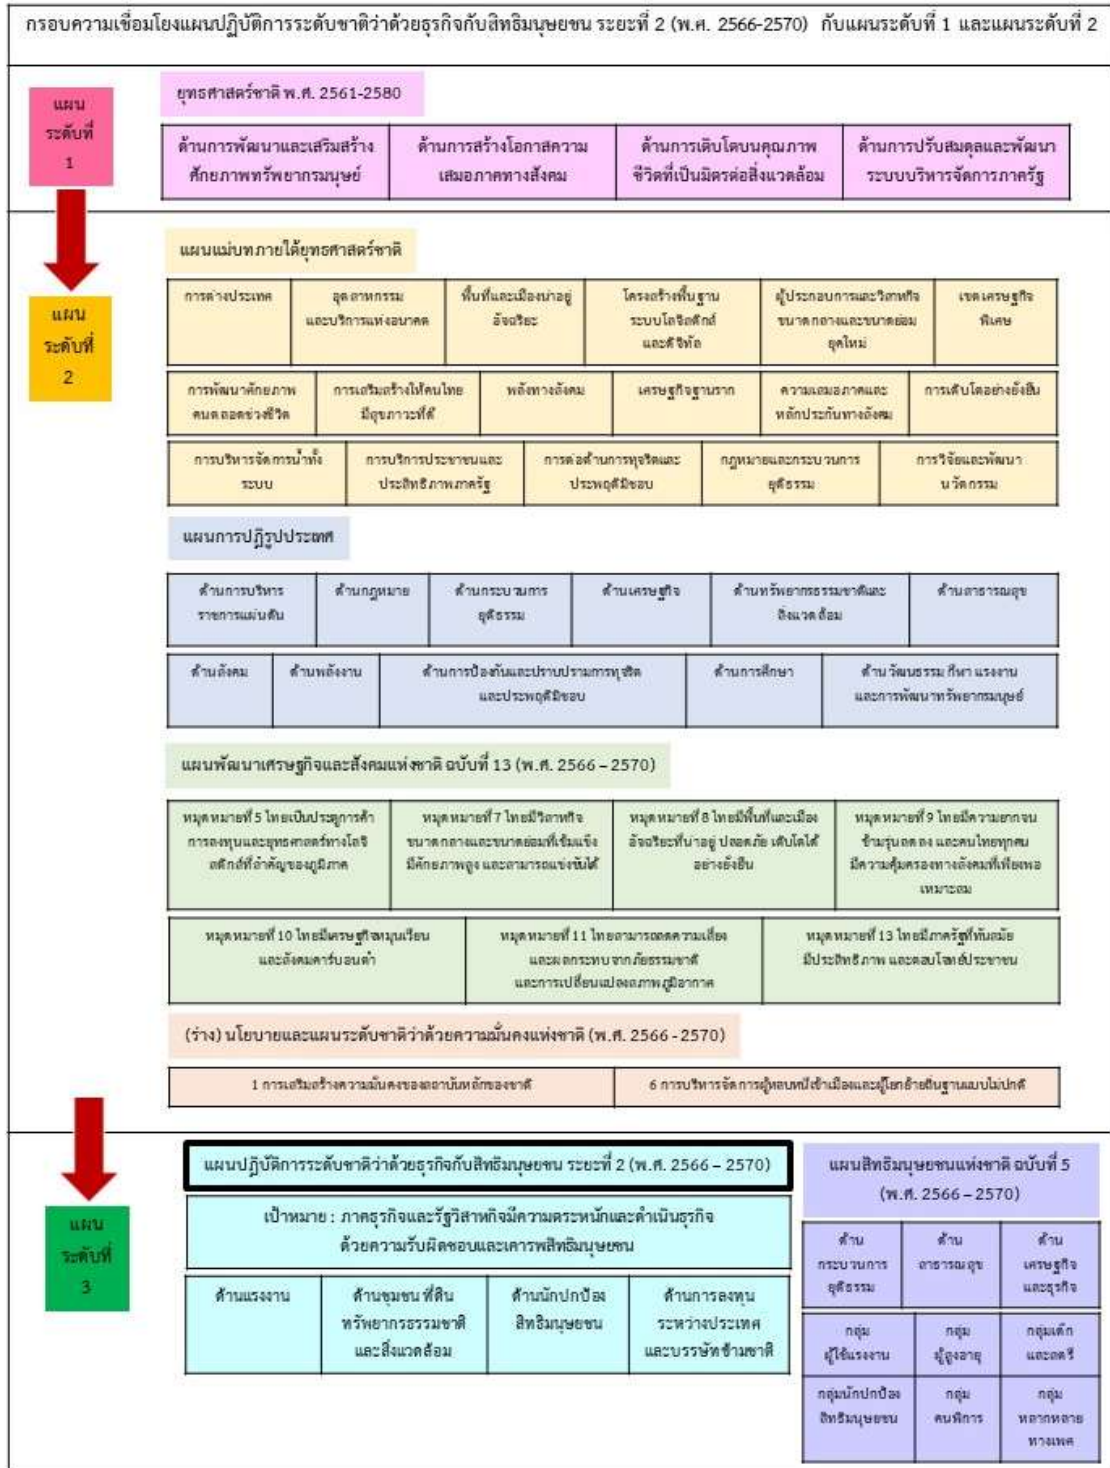 กรอบความเชื่อมโยงแผนปฏิบัติการระดับชาติว่าด้วยธุรกิจกับสิทธิมนุษยชน ระยะที่ 2 (พ.ศ. 2566-2570) กับแผนระดับที่ 1 และแผนระดับที่ 2
แผน
ระดับที่
1
ยุทธศาสตร์ชาติ พ.ศ. 2561-2580
ด้านการพัฒนาและเสริมสร้าง
ศักยภาพทรัพยากรมนุษย์
ด้านการสร้างโอกาสความ
เสมอภาคทางสังคม
ด้านการเติบโตบนคุณภาพ
ชีวิตที่เป็นมิตรต่อสิ่งแวดล้อม
ด้านการปรับสมดุลและพัฒนา
ระบบบริหารจัดการภาครัฐ
แผน
ระดับที่
2
แผนแม่บทภายใต้ยุทธศาสตร์ชาติ
การต่างประเทศ
อุตสาหกรรม
และบริการแห่งอนาคต
พื้นที่และเมืองน่าอยู่
อัจฉริยะ
โครงสร้างพื้นฐาน
ระบบโลจิสติกส์
และดิจิทัล
ผู้ประกอบการและวิสาหกิจ
ขนาดกลางและขนาดย่อม
ยุคใหม่
เขตเศรษฐกิจ
พิเศษ
การพัฒนาศักยภาพ
คนตลอดช่วงชีวิต
การเสริมสร้างให้คนไทย
มีสุขภาวะที่ดี
พลังทางสังคม
เศรษฐกิจฐานราก
ความเสมอภาคและ
หลักประกันทางสังคม
การเติบโตอย่างยั่งยืน
การบริหารจัดการน้ำทั้ง
ระบบ
การบริการประชาชนและ
ประสิทธิภาพภาครัฐ
การต่อต้านการทุจริตและ
ประพฤติมิชอบ
กฎหมายและกระบวนการ
ยุติธรรม
การวิจัยและพัฒนา
นวัตกรรม
แผนการปฏิรูปประเทศ
ด้านการบริหาร
ราชการแผ่นดิน
ด้านกฎหมาย
ด้านกระบวนการ
ยุติธรรม
ด้านเศรษฐกิจ
ด้านทรัพยากรธรรมชาติและ
สิ่งแวดล้อม
ด้านสาธารณสุข
ด้านสังคม
ด้านพลังงาน
ด้านการป้องกันและปราบปรามการทุจริต
และประพฤติมิชอบ
ด้านการศึกษา
ด้านวัฒนธรรม กีฬา แรงงาน
และการพัฒนาทรัพยากรมนุษย์
แผนพัฒนาเศรษฐกิจและสังคมแห่งชาติ ฉบับที่ 13 (พ.ศ. 2566 – 2570)
หมุดหมายที่ 5 ไทยเป็นประตูการค้า
การลงทุนและยุทธศาสตร์ทางโลจิ
สติกส์ที่สำคัญของภูมิภาค
หมุดหมายที่ 7 ไทยมีวิสาหกิจ
ขนาดกลางและขนาดย่อมที่เข้มแข็ง
มีศักยภาพสูง และสามารถแข่งขันได้
หมุดหมายที่ 8 ไทยมีพื้นที่และเมือง
อัจฉริยะที่น่าอยู่ ปลอดภัย เติบโตได้
อย่างยั่งยืน
หมุดหมายที่ 9 ไทยมีความยากจน
ข้ามรุ่นลดลง และคนไทยทุกคน
มีความคุ้มครองทางสังคมที่เพียงพอ
เหมาะสม
หมุดหมายที่ 10 ไทยมีเศรษฐกิจหมุนเวียน
และสังคมคาร์บอนต่ำ
หมุดหมายที่ 11 ไทยสามารถลดความเสี่ยง
และผลกระทบจากภัยธรรมชาติ
และการเปลี่ยนแปลงสภาพภูมิอากาศ
หมุดหมายที่ 13 ไทยมีภาครัฐที่ทันสมัย
มีประสิทธิภาพ และตอบโจทย์ประชาชน
(ร่าง) นโยบายและแผนระดับชาติว่าด้วยความมั่นคงแห่งชาติ (พ.ศ. 2566 - 2570)
1 การเสริมสร้างความมั่นคงของสถาบันหลักของชาติ
6 การบริหารจัดการผู้หลบหนีเข้าเมืองและผู้โยกย้ายถิ่นฐานแบบไม่ปกติ
แผน
ระดับที่
3
แผนปฏิบัติการระดับชาติว่าด้วยธุรกิจกับสิทธิมนุษยชน ระยะที่ 2 (พ.ศ. 2566 – 2570)
เป้าหมาย : ภาคธุรกิจและรัฐวิสาหกิจมีความตระหนักและดำเนินธุรกิจ
ด้วยความรับผิดชอบและเคารพสิทธิมนุษยชน
ด้านแรงงาน
ด้านชุมชน ที่ดิน
ทรัพยากรธรรมชาติ
และสิ่งแวดล้อม
ด้านนักปกป้อง
สิทธิมนุษยชน
ด้านการลงทุน
ระหว่างประเทศ
และบรรษัทข้ามชาติ
แผนสิทธิมนุษยชนแห่งชาติ ฉบับที่ 5
(พ.ศ. 2566 – 2570)
ด้าน
กระบวนการ
ยุติธรรม
ด้าน
สาธารณสุข
ด้าน
เศรษฐกิจ
และธุรกิจ
กลุ่ม
ผู้ใช้แรงงาน
กลุ่ม
ผู้สูงอายุ
กลุ่มเด็ก
และสตรี
กลุ่มนักปกป้อง
สิทธิมนุษยชน
กลุ่ม
คนพิการ
กลุ่ม
หลากหลาย
ทางเพศ